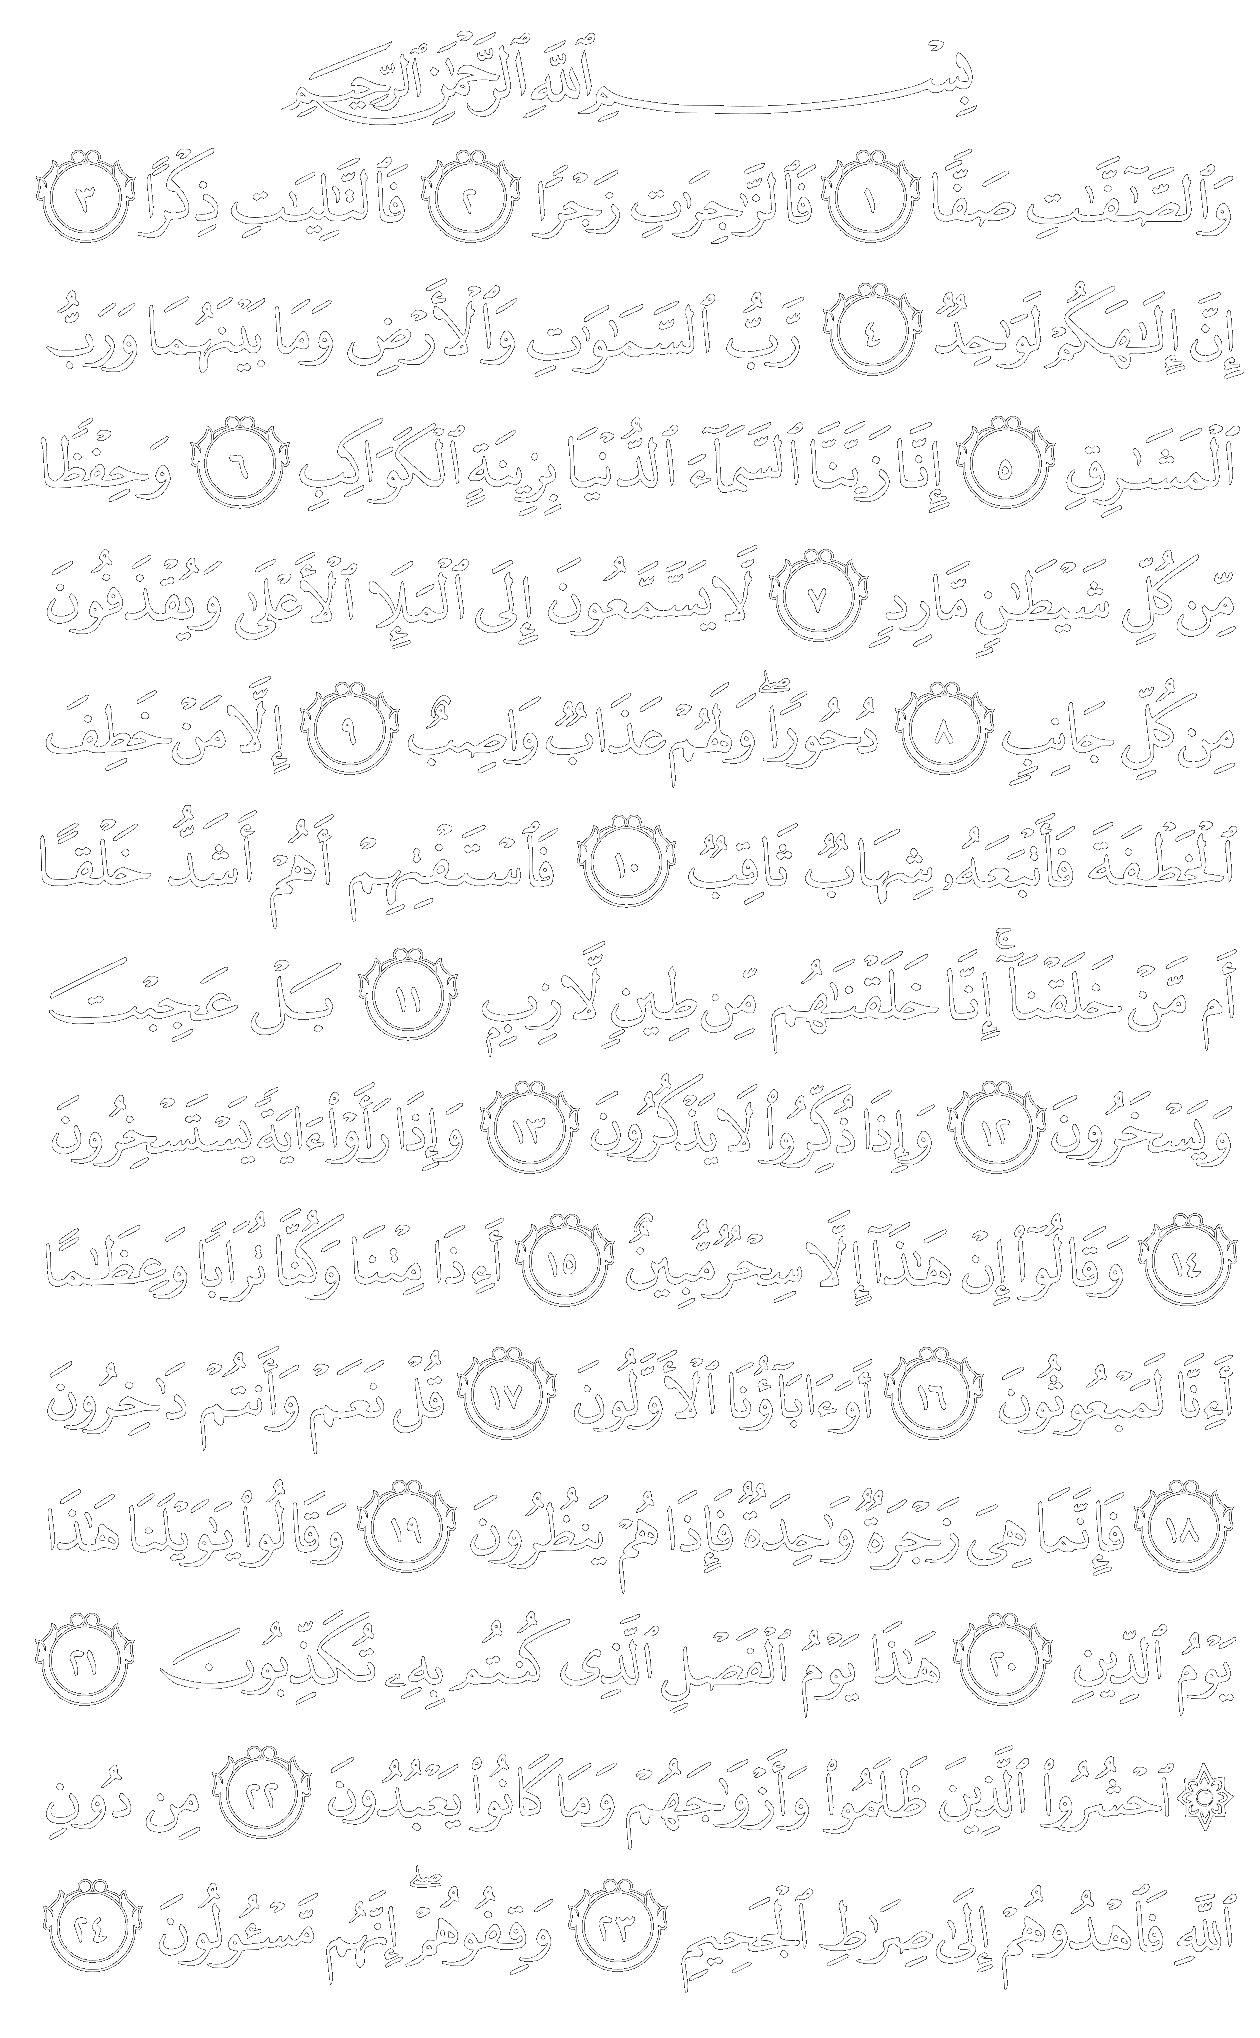 بِسْمِ ٱللَّهِ ٱلرَّحْمَٰنِ ٱلرَّحِيمِ
وَٱلصَّٰٓفَّٰتِ صَفًّا ١ فَٱلزَّٰجِرَٰتِ زَجْرًا ٢ فَٱلتَّٰلِيَٰتِ ذِكْرًا ٣
إِنَّ إِلَٰهَكُمْ لَوَٰحِدٌ ٤ رَّبُّ ٱلسَّمَٰوَٰتِ وَٱلْأَرْضِ وَمَا بَيْنَهُمَا وَرَبُّ
ٱلْمَشَٰرِقِ ٥ إِنَّا زَيَّنَّا ٱلسَّمَآءَ ٱلدُّنْيَا بِزِينَةٍ ٱلْكَوَاكِبِ ٦ وَحِفْظًا
مِّن كُلِّ شَيْطَٰنٍ مَّارِدٍ ٧ لَّا يَسَّمَّعُونَ إِلَى ٱلْمَلَإِ ٱلْأَعْلَىٰ وَيُقْذَفُونَ
مِن كُلِّ جَانِبٍ ٨ دُحُورًا ۖ وَلَهُمْ عَذَابٌ وَاصِبٌ ٩ إِلَّا مَنْ خَطِفَ
ٱلْخَطْفَةَ فَأَتْبَعَهُۥ شِهَابٌ ثَاقِبٌ ١٠ فَٱسْتَفْتِهِمْ أَهُمْ أَشَدُّ خَلْقًا
أَم مَّنْ خَلَقْنَآ ۚ إِنَّا خَلَقْنَٰهُم مِّن طِينٍ لَّازِبٍۭ ١١ بَلْ عَجِبْتَ
وَيَسْخَرُونَ ١٢ وَإِذَا ذُكِّرُوا۟ لَا يَذْكُرُونَ ١٣ وَإِذَا رَأَوْا۟ ءَايَةً يَسْتَسْخِرُونَ
١٤ وَقَالُوٓا۟ إِنْ هَٰذَآ إِلَّا سِحْرٌ مُّبِينٌ ١٥ أَءِذَا مِتْنَا وَكُنَّا تُرَابًا وَعِظَٰمًا
أَءِنَّا لَمَبْعُوثُونَ ١٦ أَوَءَابَآؤُنَا ٱلْأَوَّلُونَ ١٧ قُلْ نَعَمْ وَأَنتُمْ دَٰخِرُونَ
١٨ فَإِنَّمَا هِىَ زَجْرَةٌ وَٰحِدَةٌ فَإِذَا هُمْ يَنظُرُونَ ١٩ وَقَالُوا۟ يَٰوَيْلَنَا هَٰذَا
يَوْمُ ٱلدِّينِ ٢٠ هَٰذَا يَوْمُ ٱلْفَصْلِ ٱلَّذِى كُنتُم بِهِۦ تُكَذِّبُونَ ٢١
۞ ٱحْشُرُوا۟ ٱلَّذِينَ ظَلَمُوا۟ وَأَزْوَٰجَهُمْ وَمَا كَانُوا۟ يَعْبُدُونَ ٢٢ مِن دُونِ
ٱللَّهِ فَٱهْدُوهُمْ إِلَىٰ صِرَٰطِ ٱلْجَحِيمِ ٢٣ وَقِفُوهُمْ ۖ إِنَّهُم مَّسْـُٔولُونَ ٢٤